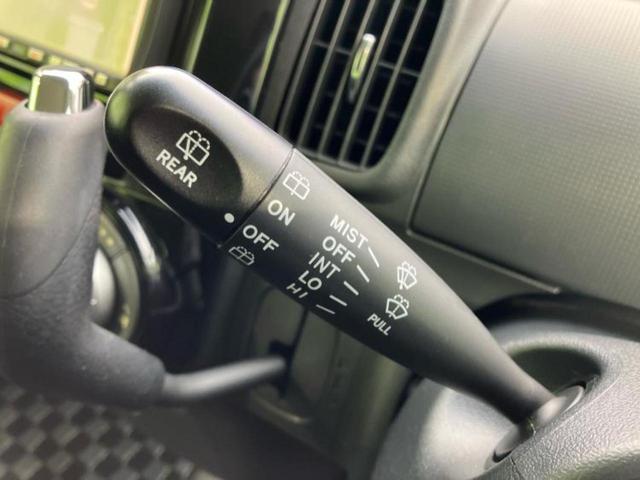 REAR
ON
OFF
MIST
OFF
INT
LO
HI
PULL